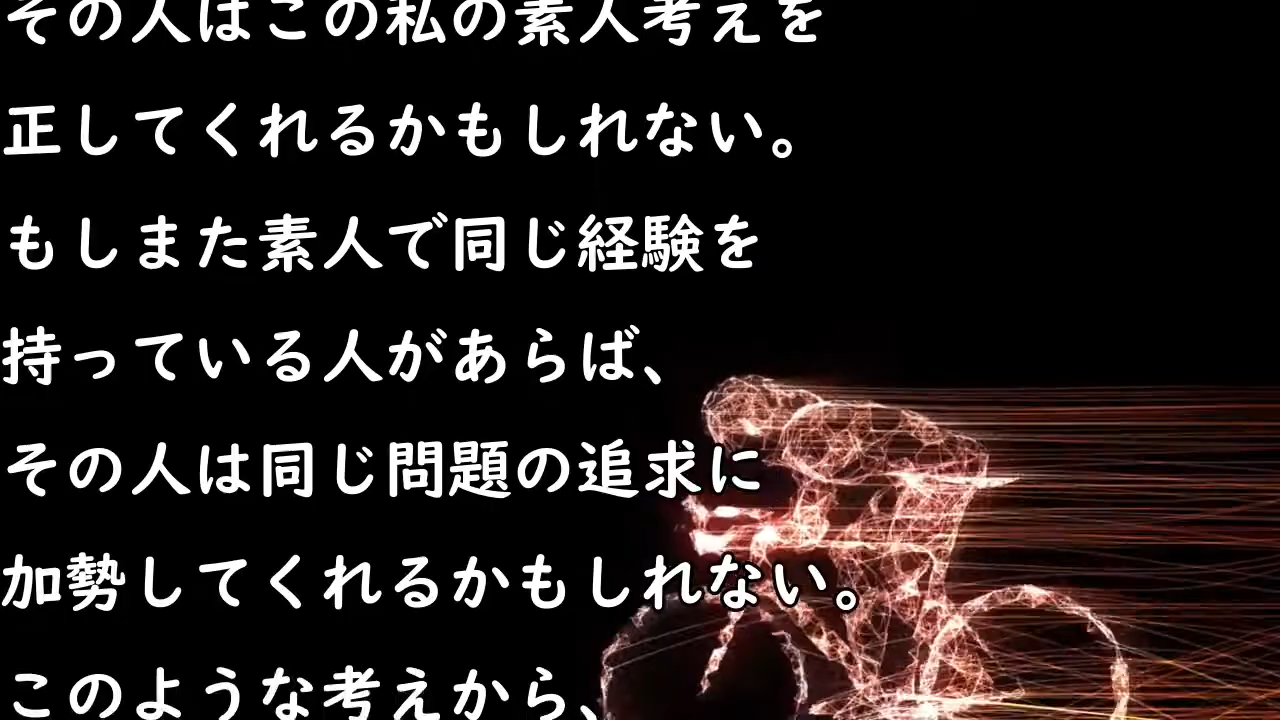 その人はこの私の素人考えを
正してくれるかもしれない。
もしまた素人で同じ経験を
持っている人があらば、
その人は同じ問題の追求に
加勢してくれるかもしれない。
このような考えから、